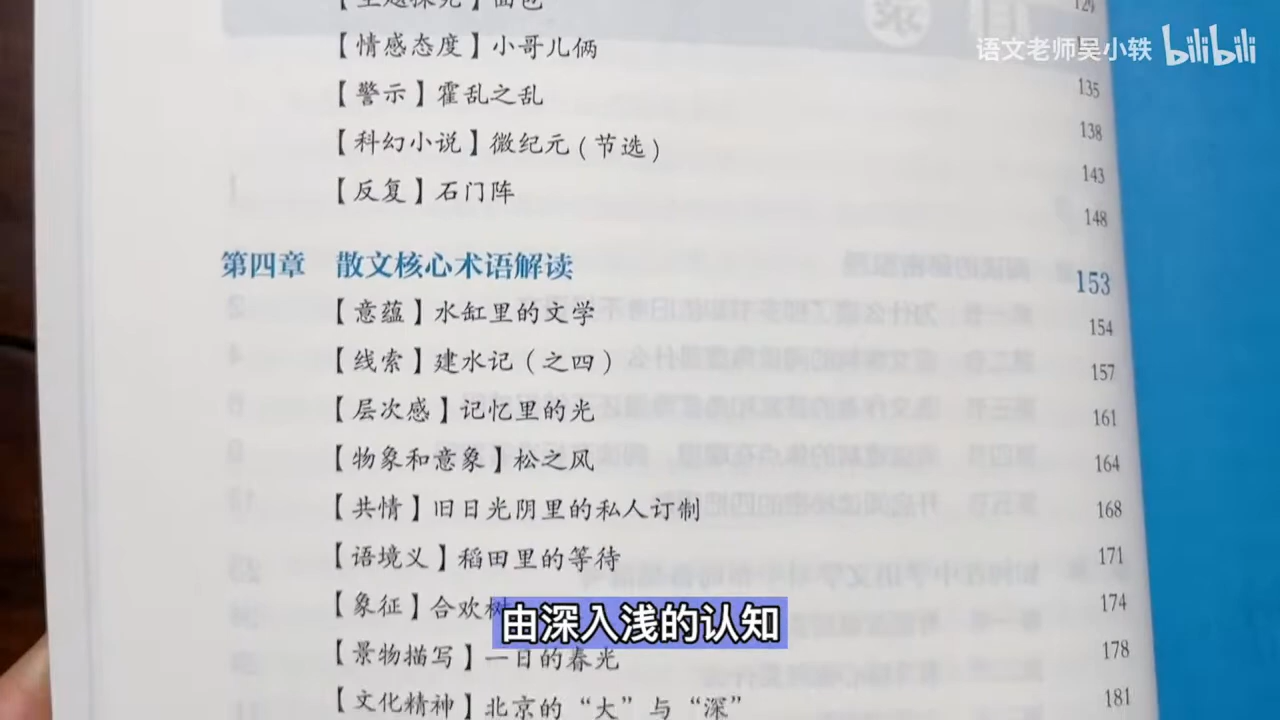 【主题探究】面包 129
语文老师吴小轶 bilibili
【情感态度】小哥儿俩
【警示】霍乱之乱 135
【科幻小说】微纪元(节选) 138
【反复】石门阵 143
148
第四章 散文核心术语解读 153
【意蕴】水缸里的文学 154
【线索】建水记(之四) 157
【层次感】记忆里的光 161
【物象和意象】松之风 164
【共情】旧日光阴里的私人订制 168
【语境义】稻田里的等待 171
【象征】合欢树 174
由深入浅的认知
【景物描写】一日的春光 178
【文化精神】北京的“大”与“深” 181